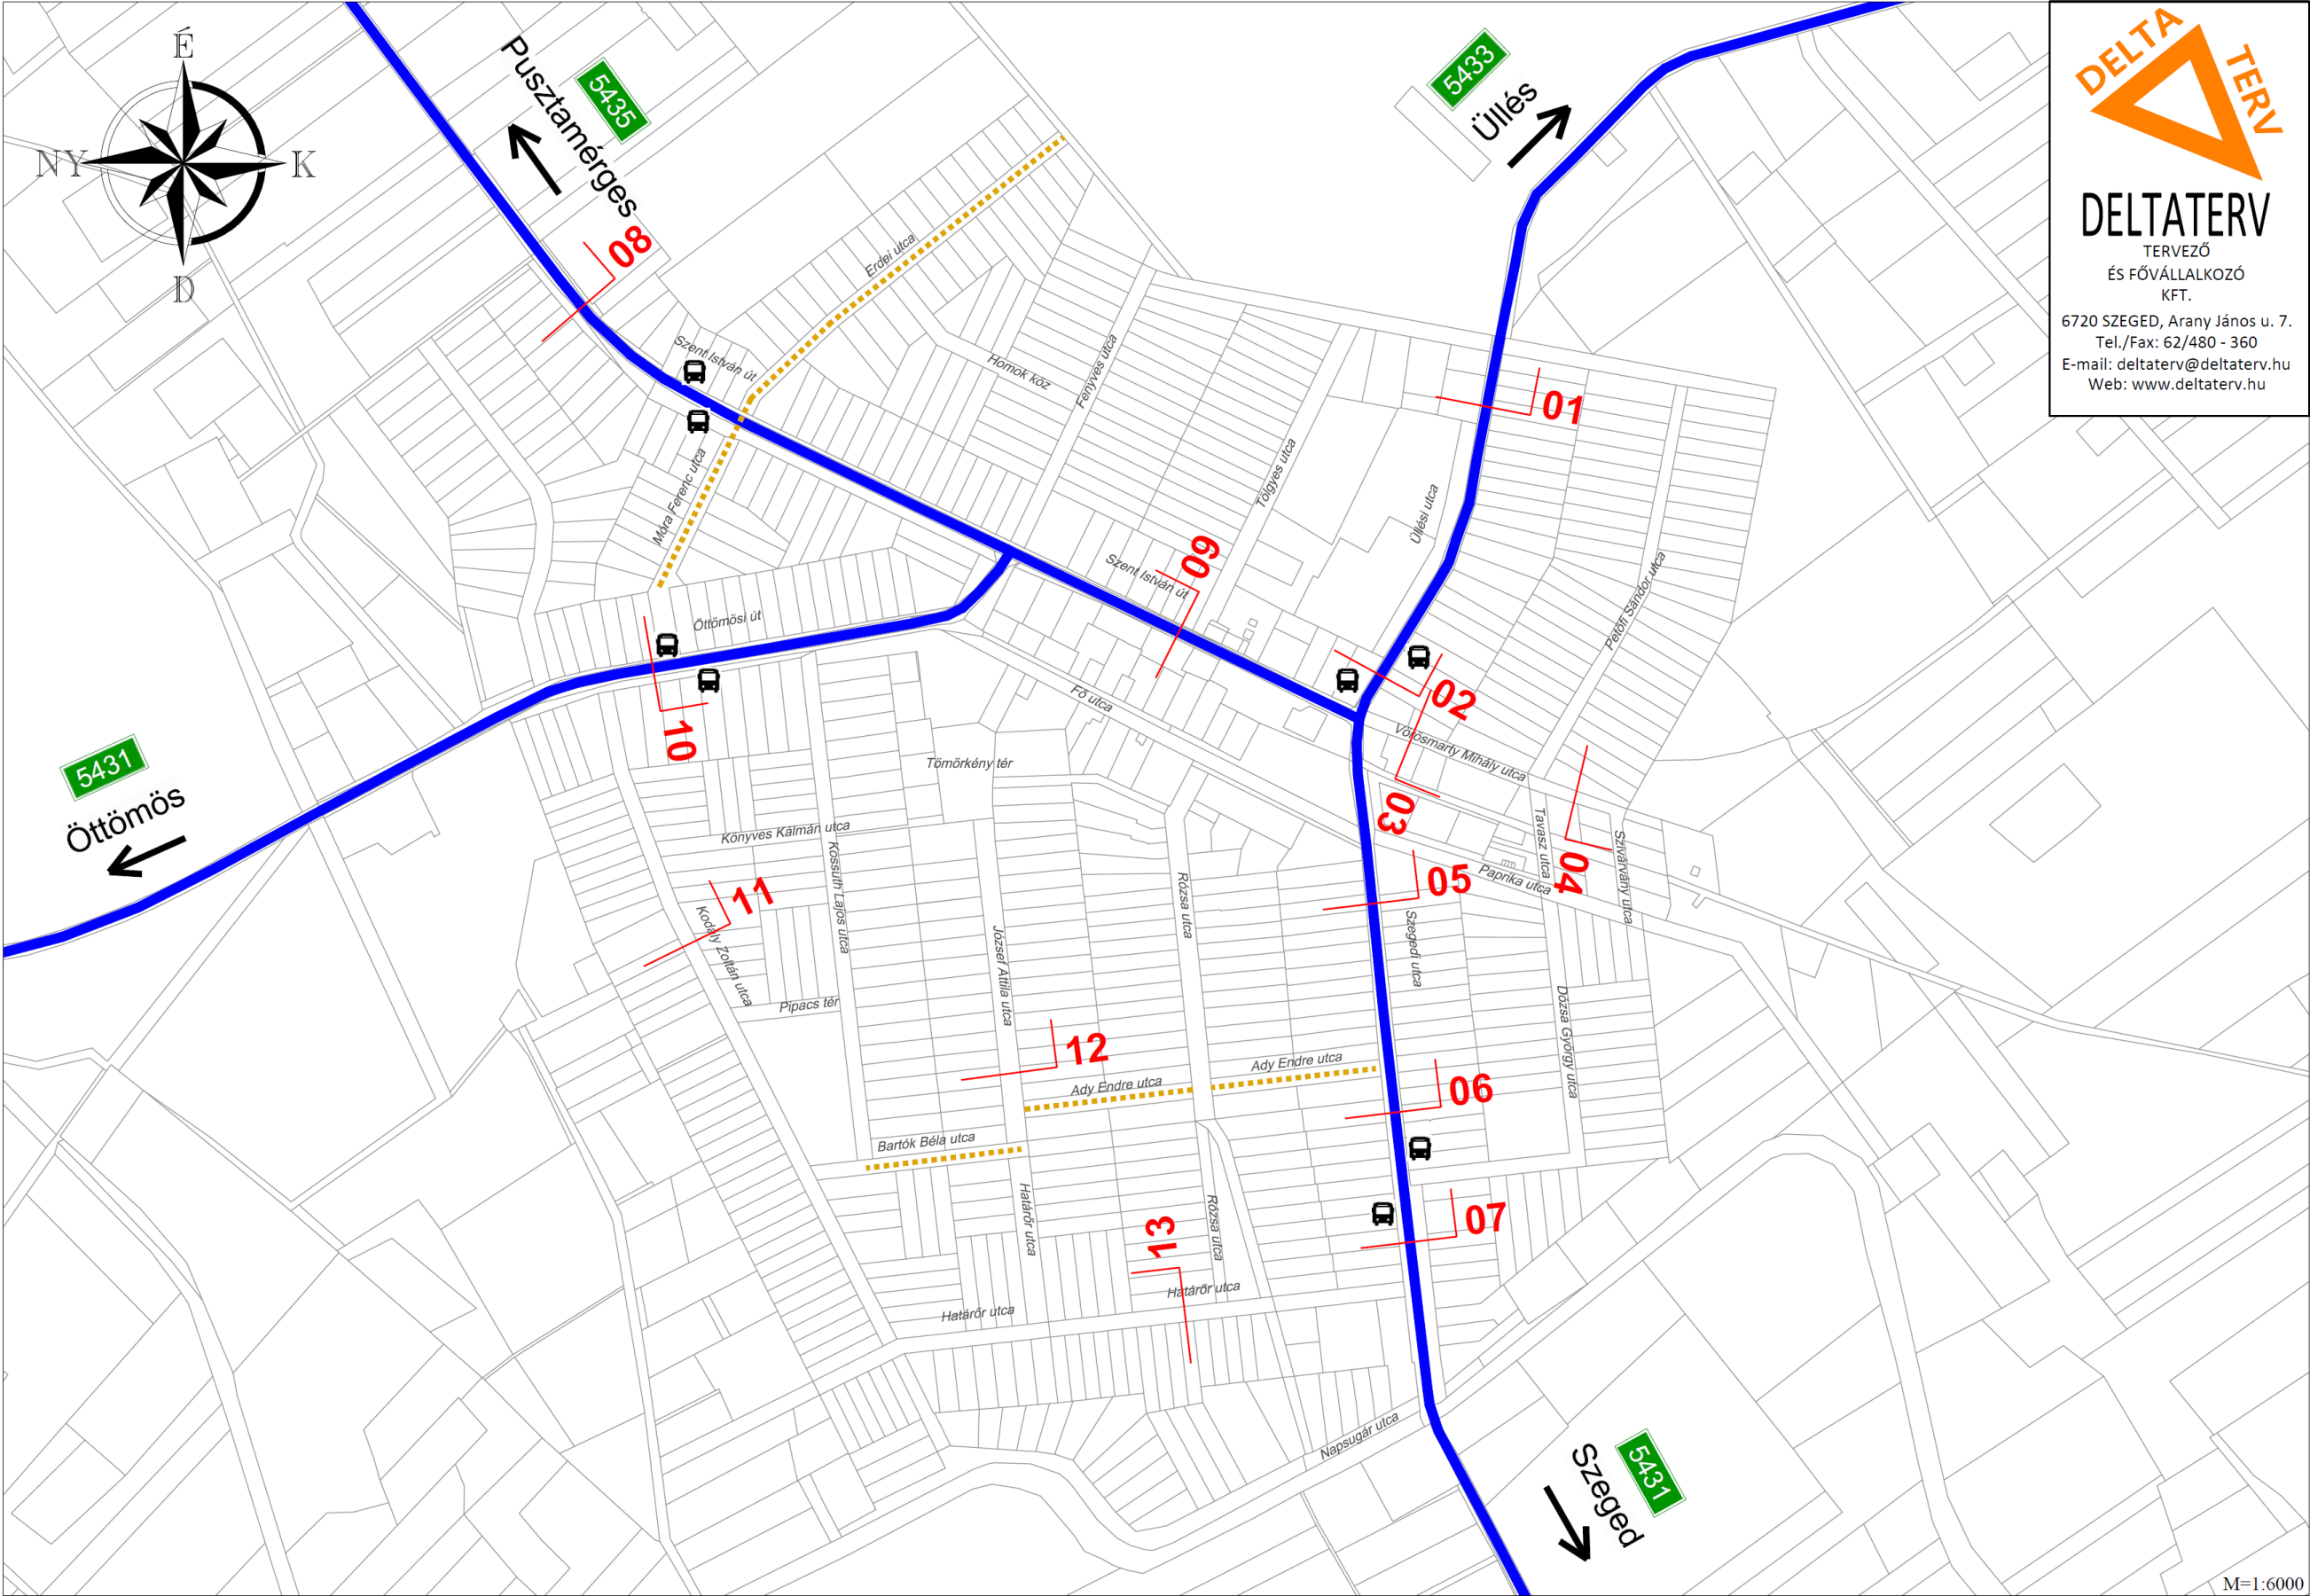 É
NY
K
D
5435
Pusztamérges
5433
Üllés
DELTA
TERV
DELTATERV
TERVEZŐ
ÉS FŐVÁLLALKOZÓ
KFT.
6720 SZEGED, Arany János u. 7.
Tel./Fax: 62/480 - 360
E-mail: deltaterv@deltaterv.hu
Web: www.deltaterv.hu
08
Erdei utca
Szent István út
Homok köz
Fenyves utca
01
Móra Ferenc utca
Tölgyes utca
Üllési utca
09
Szent István út
Petőfi Sándor utca
Öttömösi út
10
Fő utca
02
Vörösmarty Mihály utca
5431
Öttömös
Tömörkény tér
03
Tavasz utca
04
Szivárvány utca
Könyves Kálmán utca
Kossuth Lajos utca
11
Kodály Zoltán utca
Rózsa utca
05
Paprika utca
Szegedi utca
József Attila utca
Pipacs tér
Dózsa György utca
12
Ady Endre utca
Ady Endre utca
06
Bartók Béla utca
Határőr utca
13
Rózsa utca
07
Határőr utca
Határőr utca
Napsugár utca
5431
Szeged
M=1:6000